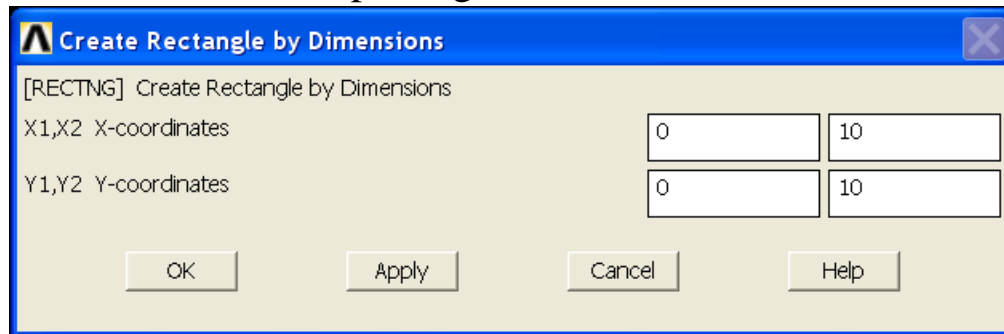 Create Rectangle by Dimensions
[RECTNG] Create Rectangle by Dimensions
X1,X2 X-coordinates 0 10
Y1,Y2 Y-coordinates 0 10
OK Apply Cancel Help